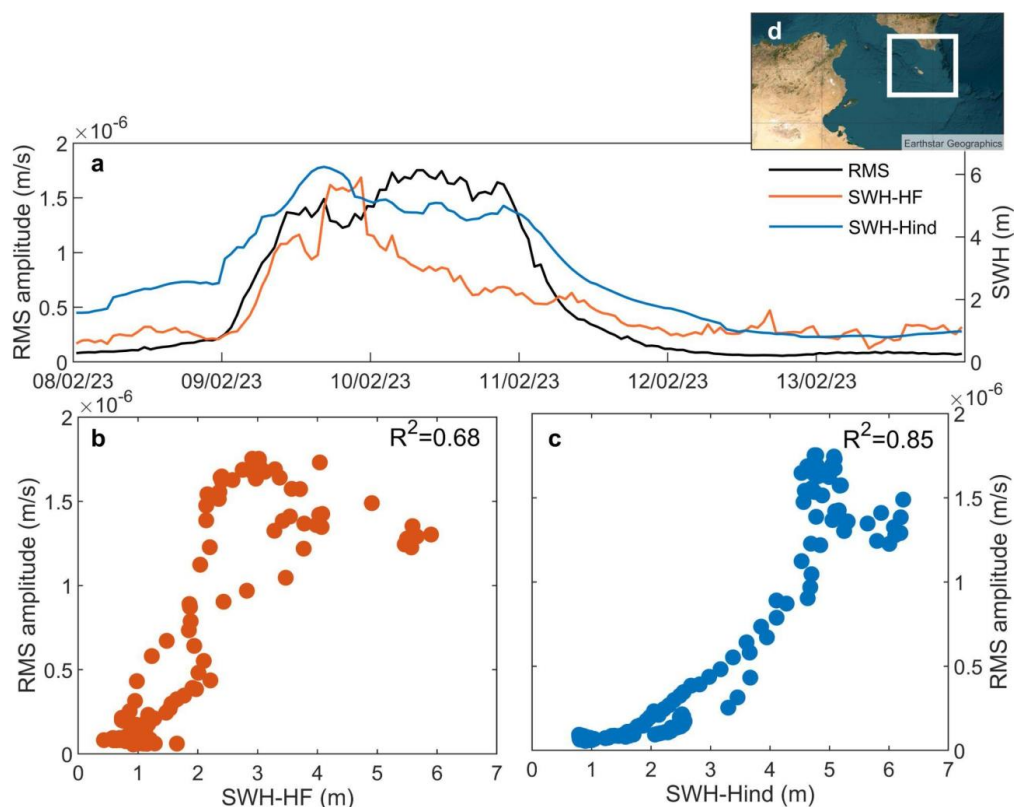 d
Earthstar Geographics
×10⁻⁶
a
2
1.5
1
0.5
0
RMS amplitude (m/s)
RMS
SWH-HF
SWH-Hind
6
4
2
0
SWH (m)
08/02/23 09/02/23 10/02/23 11/02/23 12/02/23 13/02/23
×10⁻⁶
b
R²=0.68
2
1.5
1
0.5
0
RMS amplitude (m/s)
0 1 2 3 4 5 6 7
SWH-HF (m)
×10⁻⁶
c
R²=0.85
2
1.5
1
0.5
0
RMS amplitude (m/s)
0 1 2 3 4 5 6 7
SWH-Hind (m)